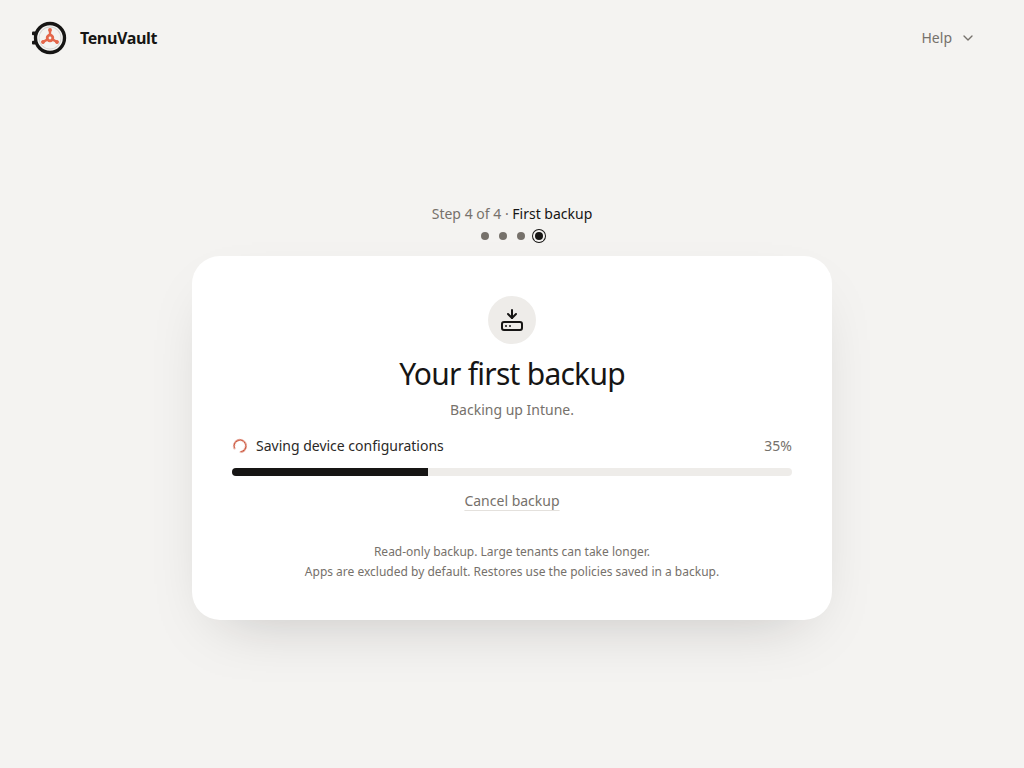 TenuVault
Help
Step 4 of 4 · First backup
Your first backup
Backing up Intune.
Saving device configurations
35%
Cancel backup
Read-only backup. Large tenants can take longer.
Apps are excluded by default. Restores use the policies saved in a backup.